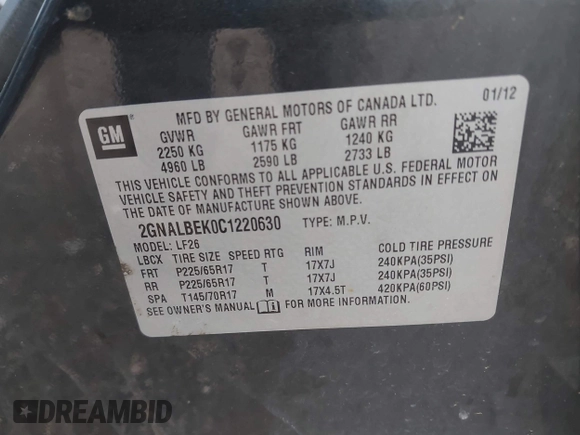 MFD BY GENERAL MOTORS OF CANADA LTD. 01/12
GM
GVWR GAWR FRT GAWR RR
2250 KG 1175 KG 1240 KG
4960 LB 2590 LB 2733 LB
THIS VEHICLE CONFORMS TO ALL APPLICABLE U.S. FEDERAL MOTOR
VEHICLE SAFETY AND THEFT PREVENTION STANDARDS IN EFFECT ON
THE DATE OF MANUFACTURE SHOWN ABOVE.
2GNALBEK0C1220630 TYPE: M.P.V.
MODEL: LF26
LBCX TIRE SIZE SPEED RTG RIM COLD TIRE PRESSURE
FRT P225/65R17 T 17X7J 240KPA(35PSI)
RR P225/65R17 T 17X7J 240KPA(35PSI)
SPA T145/70R17 M 17X4.5T 420KPA(60PSI)
SEE OWNER'S MANUAL FOR MORE INFORMATION.
DREAMBID